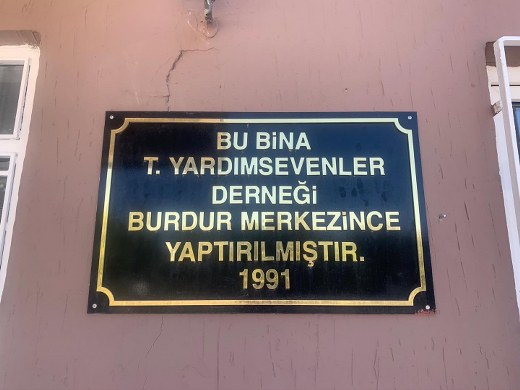 BU BİNA
T. YARDIMSEVENLER
DERNEĞİ
BURDUR MERKEZİNCE
YAPTIRILMIŞTIR.
1991